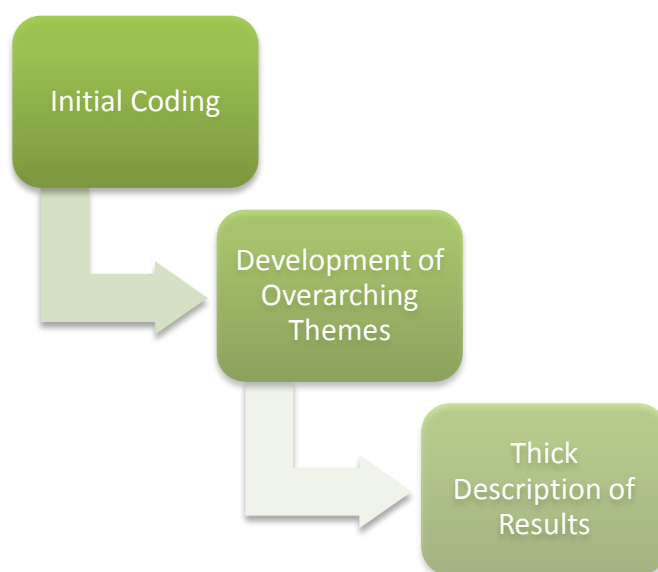 Initial Coding
Development of
Overarching
Themes
Thick
Description of
Results